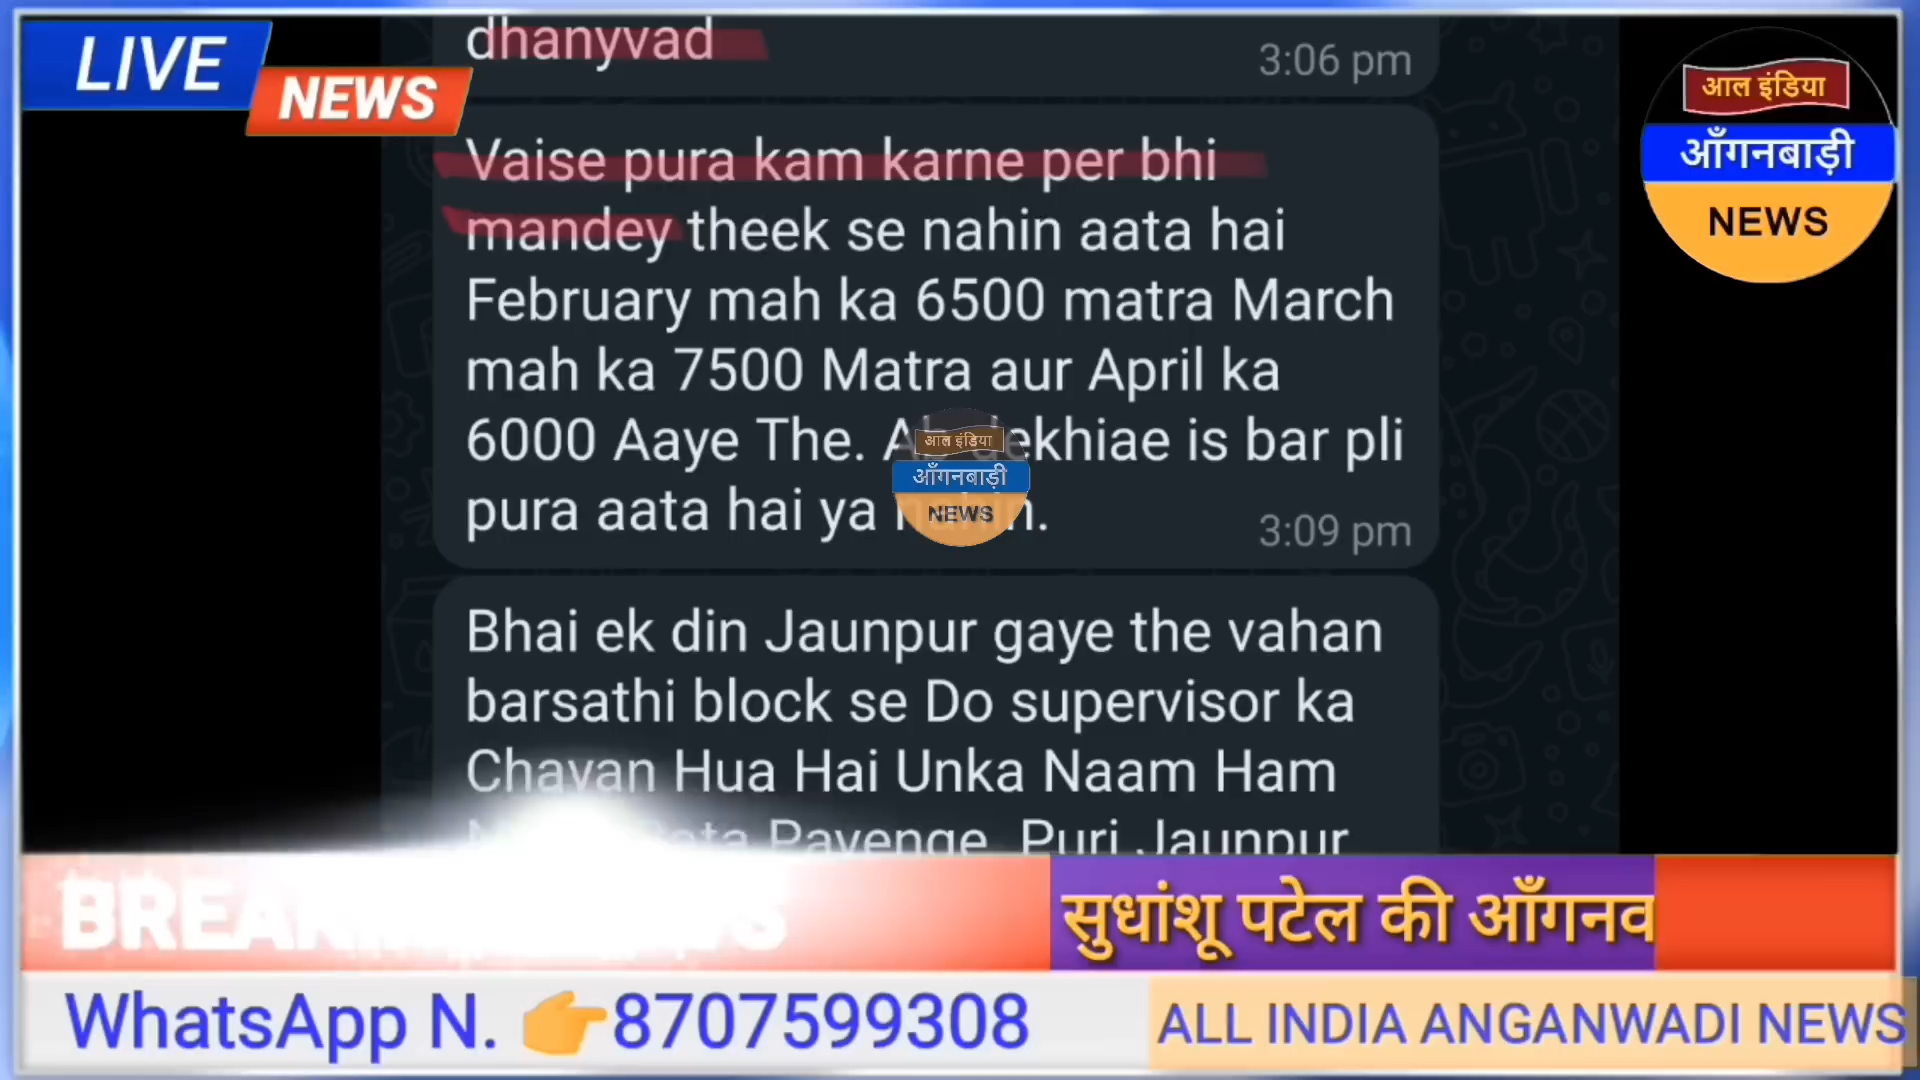 LIVE
NEWS
dhanyvad
3:06 pm
आल इंडिया
आँगनबाड़ी
NEWS
Vaise pura kam karne per bhi
mandey theek se nahin aata hai
February mah ka 6500 matra March
mah ka 7500 Matra aur April ka
6000 Aaye The. is bar pli
pura aata hai ya
3:09 pm
आल इंडिया
आँगनबाड़ी
NEWS
Bhai ek din Jaunpur gaye the vahan
barsathi block se Do supervisor ka
Chayan Hua Hai Unka Naam Ham
Payenge. Puri Jaunpur
सुधांशू पटेल की आँगनव
WhatsApp N. 👉8707599308
ALL INDIA ANGANWADI NEWS